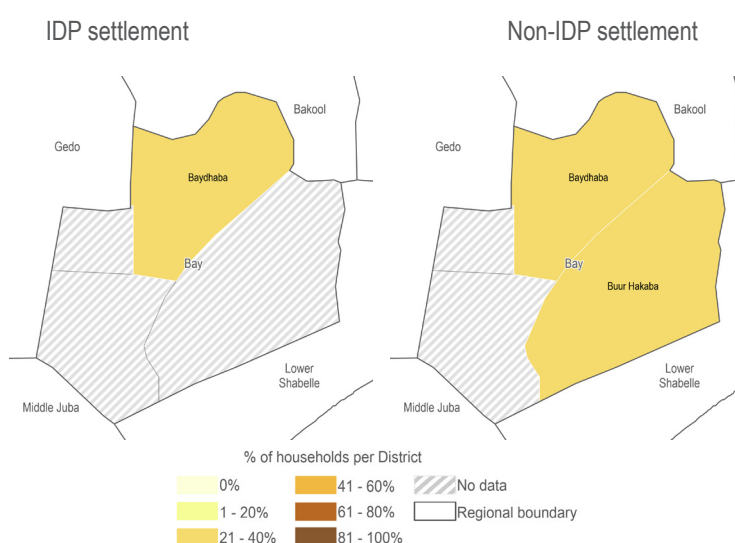 IDP settlement
Non-IDP settlement
Bakool
Gedo
Baydhaba
Bay
Lower
Shabelle
Middle Juba
Bakool
Gedo
Baydhaba
Bay
Buur Hakaba
Lower
Shabelle
Middle Juba
% of households per District
0%
41 - 60%
No data
1 - 20%
61 - 80%
Regional boundary
21 - 40%
81 - 100%